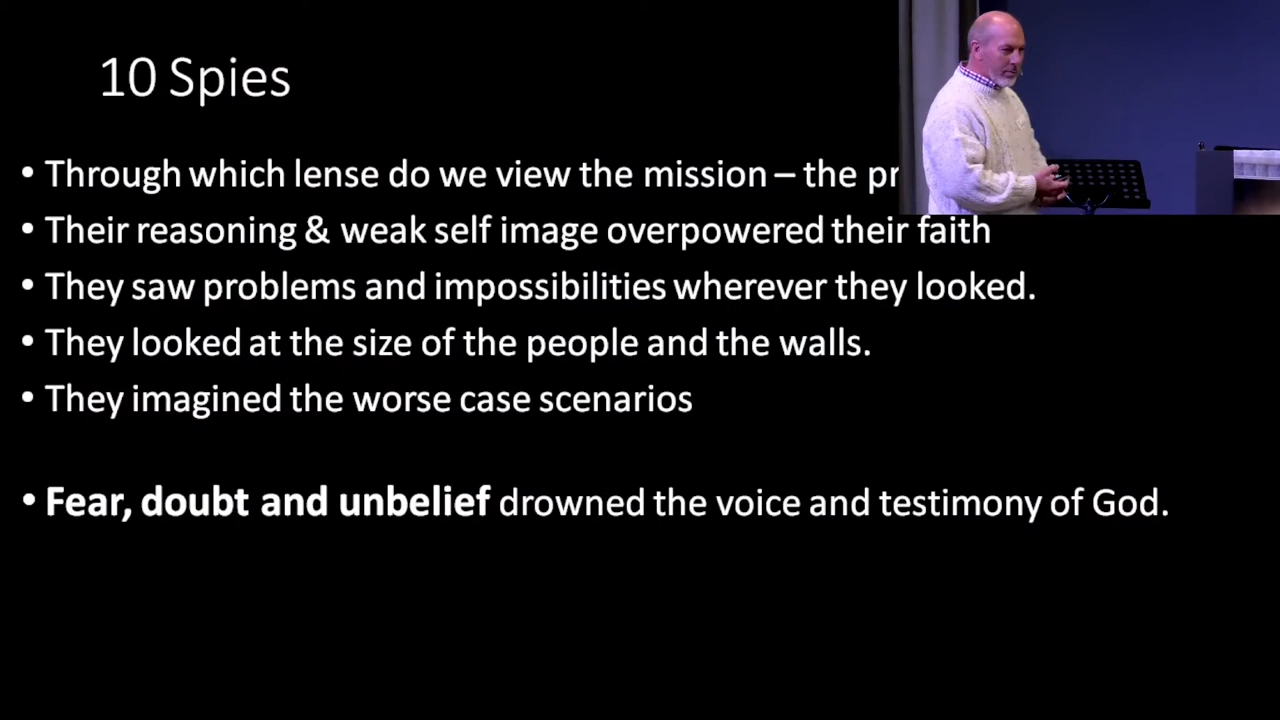 10 Spies
• Through which lense do we view the mission – the
• Their reasoning & weak self image overpowered their faith
• They saw problems and impossibilities wherever they looked.
• They looked at the size of the people and the walls.
• They imagined the worse case scenarios
• Fear, doubt and unbelief drowned the voice and testimony of God.